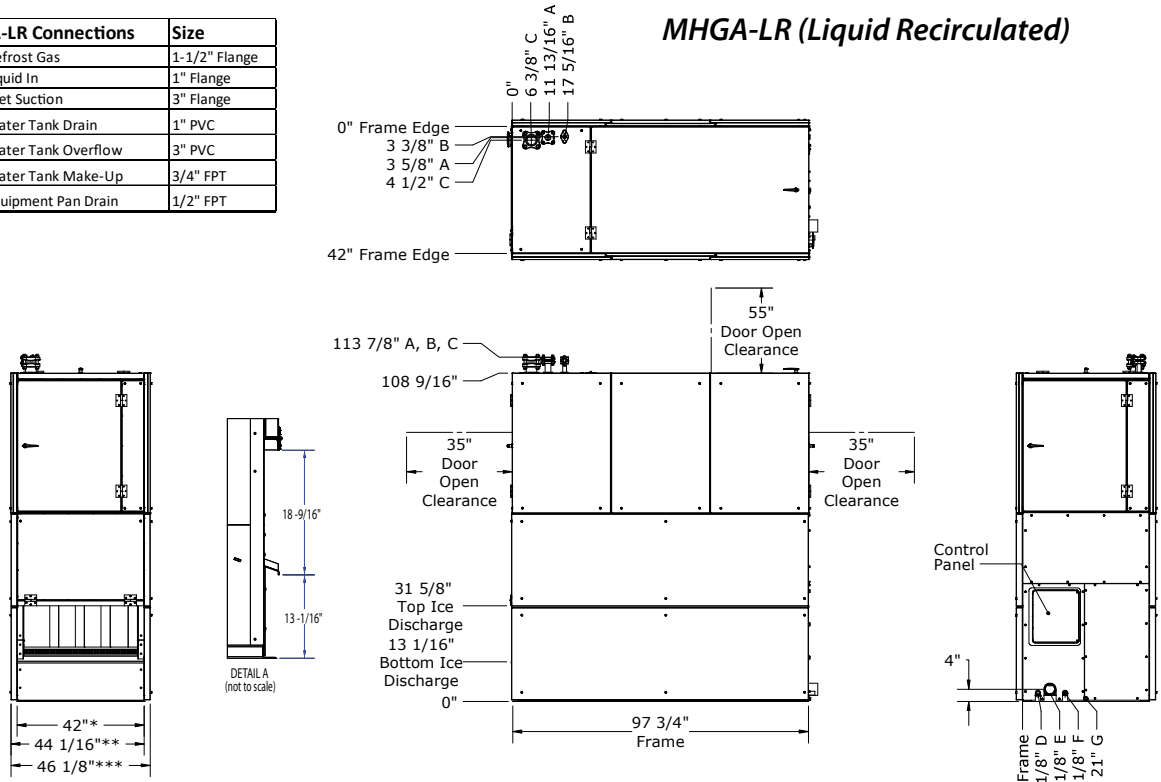 MHGA-LR (Liquid Recirculated)
-LR Connections Size
efrost Gas 1-1/2" Flange
quid In 1" Flange
et Suction 3" Flange
ater Tank Drain 1" PVC
ater Tank Overflow 3" PVC
ater Tank Make-Up 3/4" FPT
uipment Pan Drain 1/2" FPT
0"
6 3/8" C
11 13/16" A
17 5/16" B
0" Frame Edge
3 3/8" B
3 5/8" A
4 1/2" C
42" Frame Edge
55"
Door Open
Clearance
113 7/8" A, B, C
108 9/16"
35"
Door
Open
Clearance
35"
Door
Open
Clearance
18 -9/16"
13 -1/16"
DETAIL A
(not to scale)
31 5/8"
Top Ice
Discharge
13 1/16"
Bottom Ice
Discharge
0"
97 3/4"
Frame
42"*
44 1/16"**
46 1/8"***
Control
Panel
4"
Frame
1/8" D
1/8" E
1/8" F
21" G